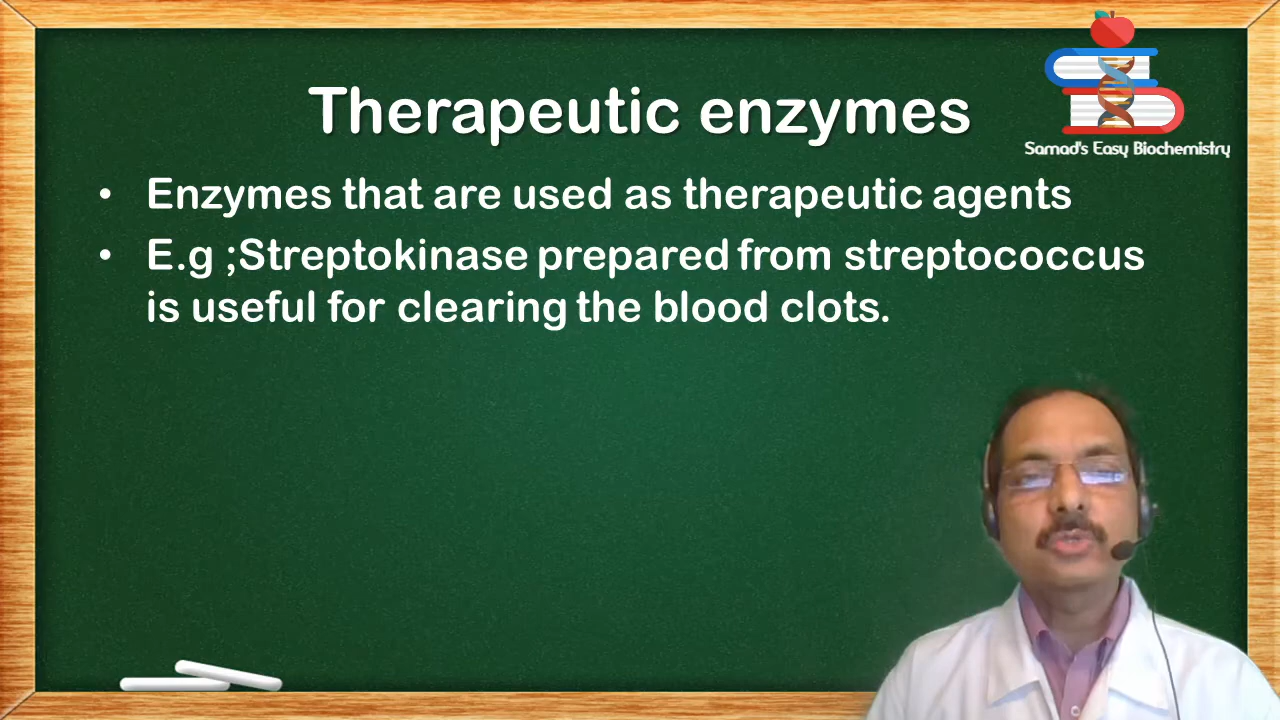 Therapeutic enzymes
Samad's Easy Biochemistry
• Enzymes that are used as therapeutic agents
• E.g ;Streptokinase prepared from streptococcus
is useful for clearing the blood clots.